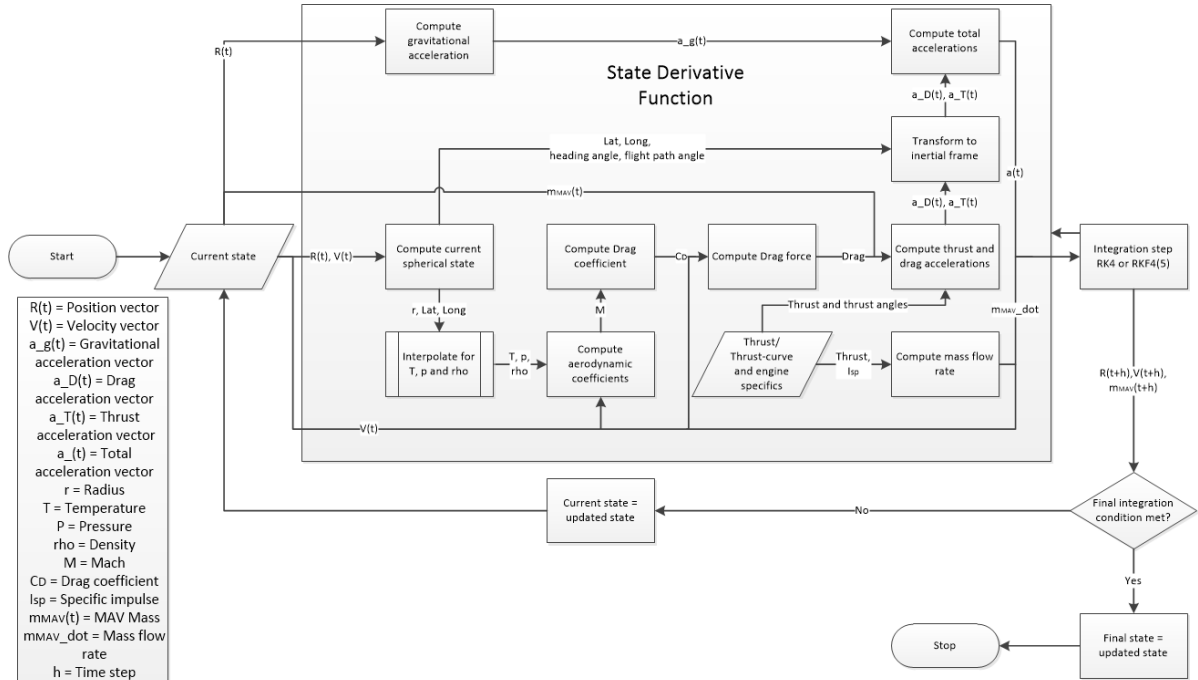 Compute
gravitational
acceleration
a_g(t)
Compute total
accelerations
R(t)
State Derivative
Function
a_D(t), a_T(t)
Lat, Long,
heading angle, flight path angle
Transform to
inertial frame
a(t)
mMAV(t)
a_D(t), a_T(t)
Start
Current state
R(t), V(t)
Compute current
spherical state
Compute Drag
coefficient
CD
Compute Drag force
Drag
Compute thrust and
drag accelerations
Integration step
RK4 or RKF4(5)
r, Lat, Long
M
Thrust and thrust angles
mMAV_dot
Interpolate for
T, p and rho
T, p,
rho
Compute
aerodynamic
coefficients
Thrust/
Thrust-curve
and engine
specifics
Thrust,
Isp
Compute mass flow
rate
R(t+h),V(t+h),
mMAV(t+h)
V(t)
Current state =
updated state
No
Final integration
condition met?
Yes
Stop
Final state =
updated state
R(t) = Position vector
V(t) = Velocity vector
a_g(t) = Gravitational
acceleration vector
a_D(t) = Drag
acceleration vector
a_T(t) = Thrust
acceleration vector
a_(t) = Total
acceleration vector
r = Radius
T = Temperature
P = Pressure
rho = Density
M = Mach
CD = Drag coefficient
Isp = Specific impulse
mMAV(t) = MAV Mass
mMAV_dot = Mass flow
rate
h = Time step